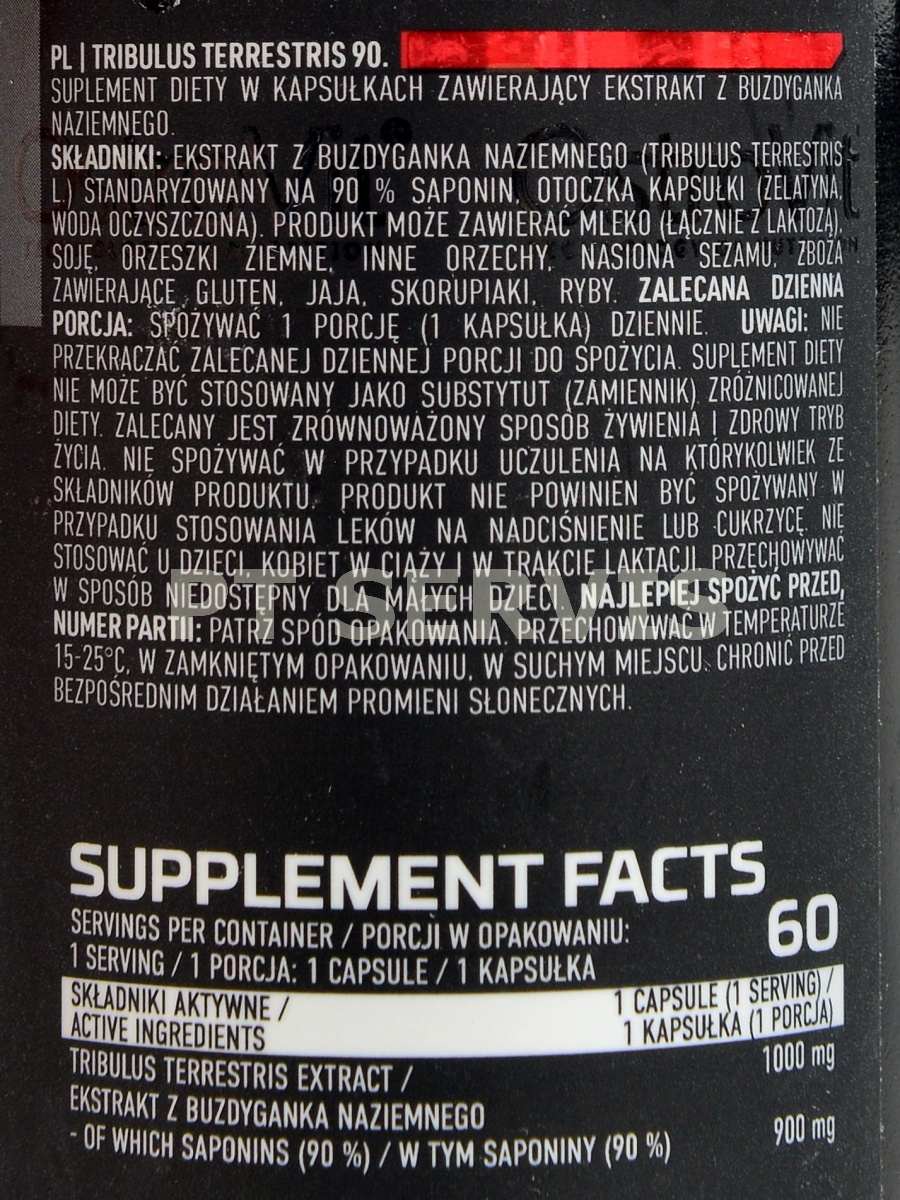 PL | TRIBULUS TERRESTRIS 90.
SUPLEMENT DIETY W KAPSUŁKACH ZAWIERAJĄCY EKSTRAKT Z BUZDYGANKA
NAZIEMNEGO.
SKŁADNIKI: EKSTRAKT Z BUZDYGANKA NAZIEMNEGO (TRIBULUS TERRESTRIS
L.) STANDARYZOWANY NA 90 % SAPONIN, OTOCZKA KAPSUŁKI (ŻELATYNA,
WODA OCZYSZCZONA). PRODUKT MOŻE ZAWIERAĆ MLEKO (ŁĄCZNIE Z LAKTOZĄ),
SOJĘ, ORZESZKI ZIEMNE, INNE ORZECHY, NASIONA SEZAMU, ZBOŻA
ZAWIERAJĄCE GLUTEN, JAJA, SKORUPIAKI, RYBY. ZALECANA DZIENNA
PORCJA: SPOŻYWAĆ 1 PORCJĘ (1 KAPSUŁKA) DZIENNIE. UWAGI: NIE
PRZEKRACZAĆ ZALECANEJ DZIENNEJ PORCJI DO SPOŻYCIA. SUPLEMENT DIETY
NIE MOŻE BYĆ STOSOWANY JAKO SUBSTYTUT (ZAMIENNIK) ZRÓŻNICOWANEJ
DIETY. ZALECANY JEST ZRÓWNOWAŻONY SPOSÓB ŻYWIENIA I ZDROWY TRYB
ŻYCIA. NIE SPOŻYWAĆ W PRZYPADKU UCZULENIA NA KTÓRYKOLWIEK ZE
SKŁADNIKÓW PRODUKTU. PRODUKT NIE POWINIEN BYĆ SPOŻYWANY W
PRZYPADKU STOSOWANIA LEKÓW NA NADCIŚNIENIE LUB CUKRZYCĘ. NIE
STOSOWAĆ U DZIECI, KOBIET W CIĄŻY I W TRAKCIE LAKTACJI. PRZECHOWYWAĆ
W SPOSÓB NIEDOSTĘPNY DLA MAŁYCH DZIECI. NAJLEPIEJ SPOŻYĆ PRZED,
NUMER PARTII: PATRZ SPÓD OPAKOWANIA. PRZECHOWYWAĆ W TEMPERATURZE
15-25°C, W ZAMKNIĘTYM OPAKOWANIU, W SUCHYM MIEJSCU. CHRONIĆ PRZED
BEZPOŚREDNIM DZIAŁANIEM PROMIENI SŁONECZNYCH.
PT SERVIS
SUPPLEMENT FACTS
SERVINGS PER CONTAINER / PORCJI W OPAKOWANIU: 60
1 SERVING / 1 PORCJA: 1 CAPSULE / 1 KAPSUŁKA
SKŁADNIKI AKTYWNE / 1 CAPSULE (1 SERVING) /
ACTIVE INGREDIENTS 1 KAPSUŁKA (1 PORCJA)
TRIBULUS TERRESTRIS EXTRACT / 1000 mg
EKSTRAKT Z BUZDYGANKA NAZIEMNEGO
- OF WHICH SAPONINS (90 %) / W TYM SAPONINY (90 %) 900 mg